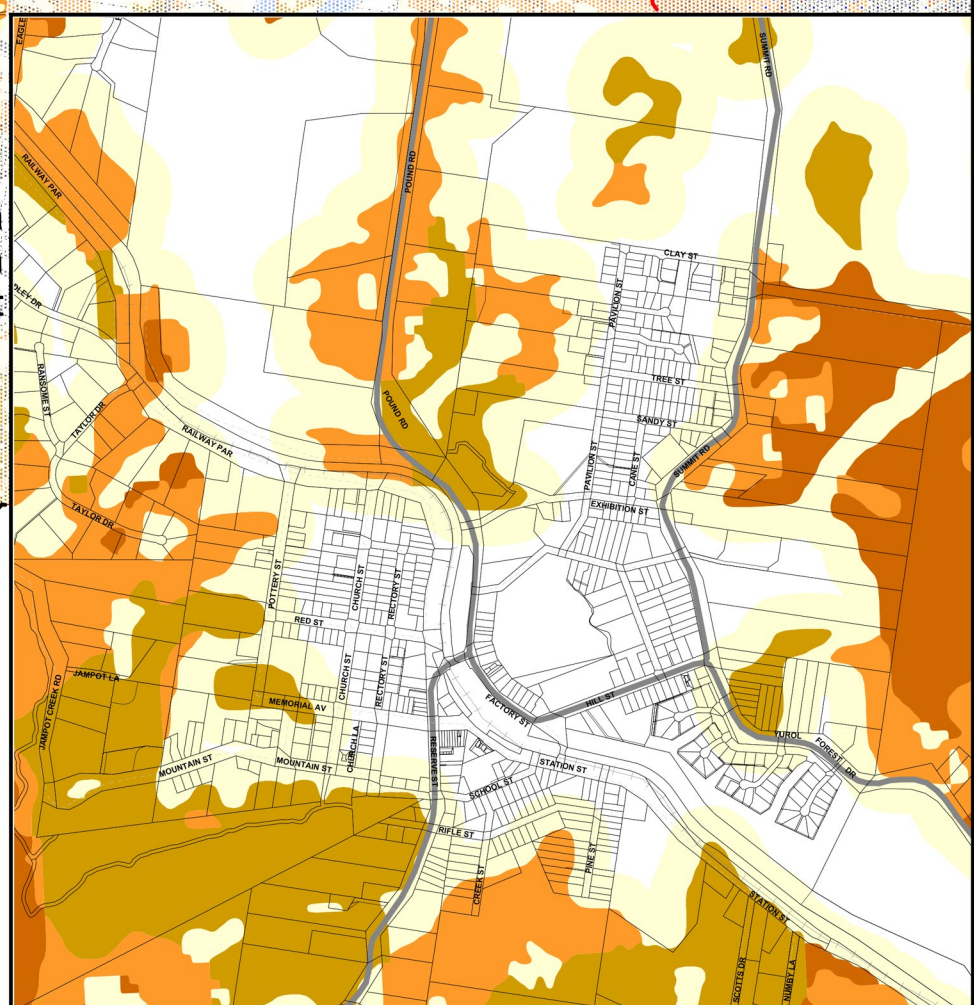 EAGLE
SUMMIT RD
RAILWAY PAR
POUND RD
CLAY ST
PAVILION ST
DLEY DR
RANSOME ST
TAYLOR DR
POUND RD
TREE ST
RAILWAY PAR
SANDY ST
PAVILION ST
CANE ST
SUMMIT RD
TAYLOR DR
EXHIBITION ST
POTTERY ST
CHURCH ST
RECTORY ST
RED ST
JAMPOT LA
JAMPOT CREEK RD
CHURCH ST
RECTORY ST
MEMORIAL AV
FACTORY ST
HILL ST
CHURCH LA
RESERVE ST
YUROL
FOREST DR
MOUNTAIN ST
MOUNTAIN ST
STATION ST
SCHOOL ST
RIFLE ST
PINE ST
CREEK ST
STATION ST
SCOTTS DR
NUMBY LA